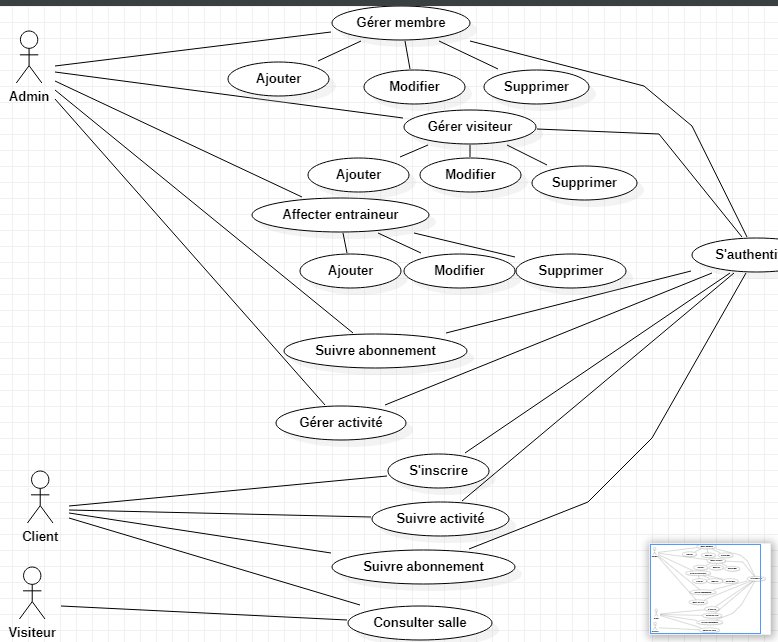 Gérer membre
Admin
Ajouter
Modifier
Supprimer
Gérer visiteur
Ajouter
Modifier
Supprimer
Affecter entraineur
S'authenti
Ajouter
Modifier
Supprimer
Suivre abonnement
Gérer activité
S'inscrire
Client
Suivre activité
Suivre abonnement
Visiteur
Consulter salle